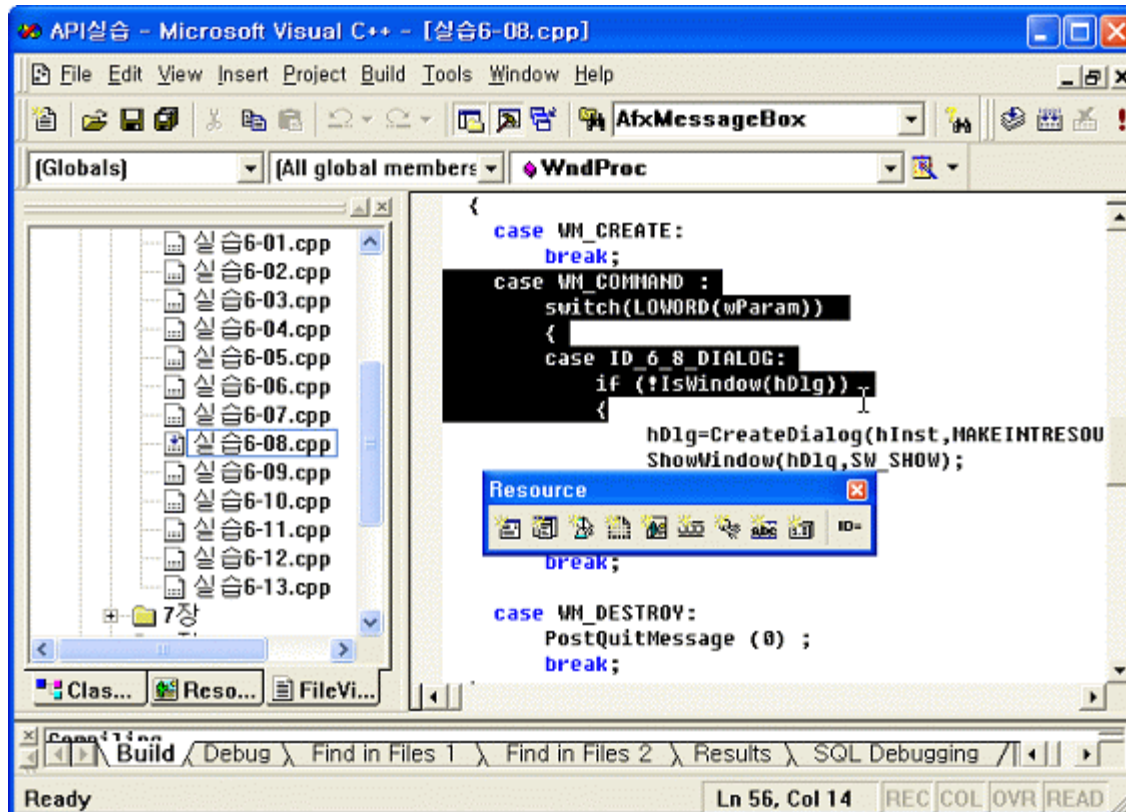 API실습 - Microsoft Visual C++ - [실습6-08.cpp]
File Edit View Insert Project Build Tools Window Help
AfxMessageBox
(Globals) (All global members WndProc
실습6-01.cpp
실습6-02.cpp
실습6-03.cpp
실습6-04.cpp
실습6-05.cpp
실습6-06.cpp
실습6-07.cpp
실습6-08.cpp
실습6-09.cpp
실습6-10.cpp
실습6-11.cpp
실습6-12.cpp
실습6-13.cpp
7장
Clas... Reso... FileVi...
{
case WM_CREATE:
break;
case WM_COMMAND :
switch(LOWORD(wParam))
{
case ID_6_8_DIALOG:
if (!IsWindow(hDlg))
{
hDlg=CreateDialog(hInst,MAKEINTRESOU
ShowWindow(hDlg,SW_SHOW);
Resource
ID=
break;
case WM_DESTROY:
PostQuitMessage (0) ;
break;
Build Debug Find in Files 1 Find in Files 2 Results SQL Debugging
Ready Ln 56, Col 14 REC COL OVR READ